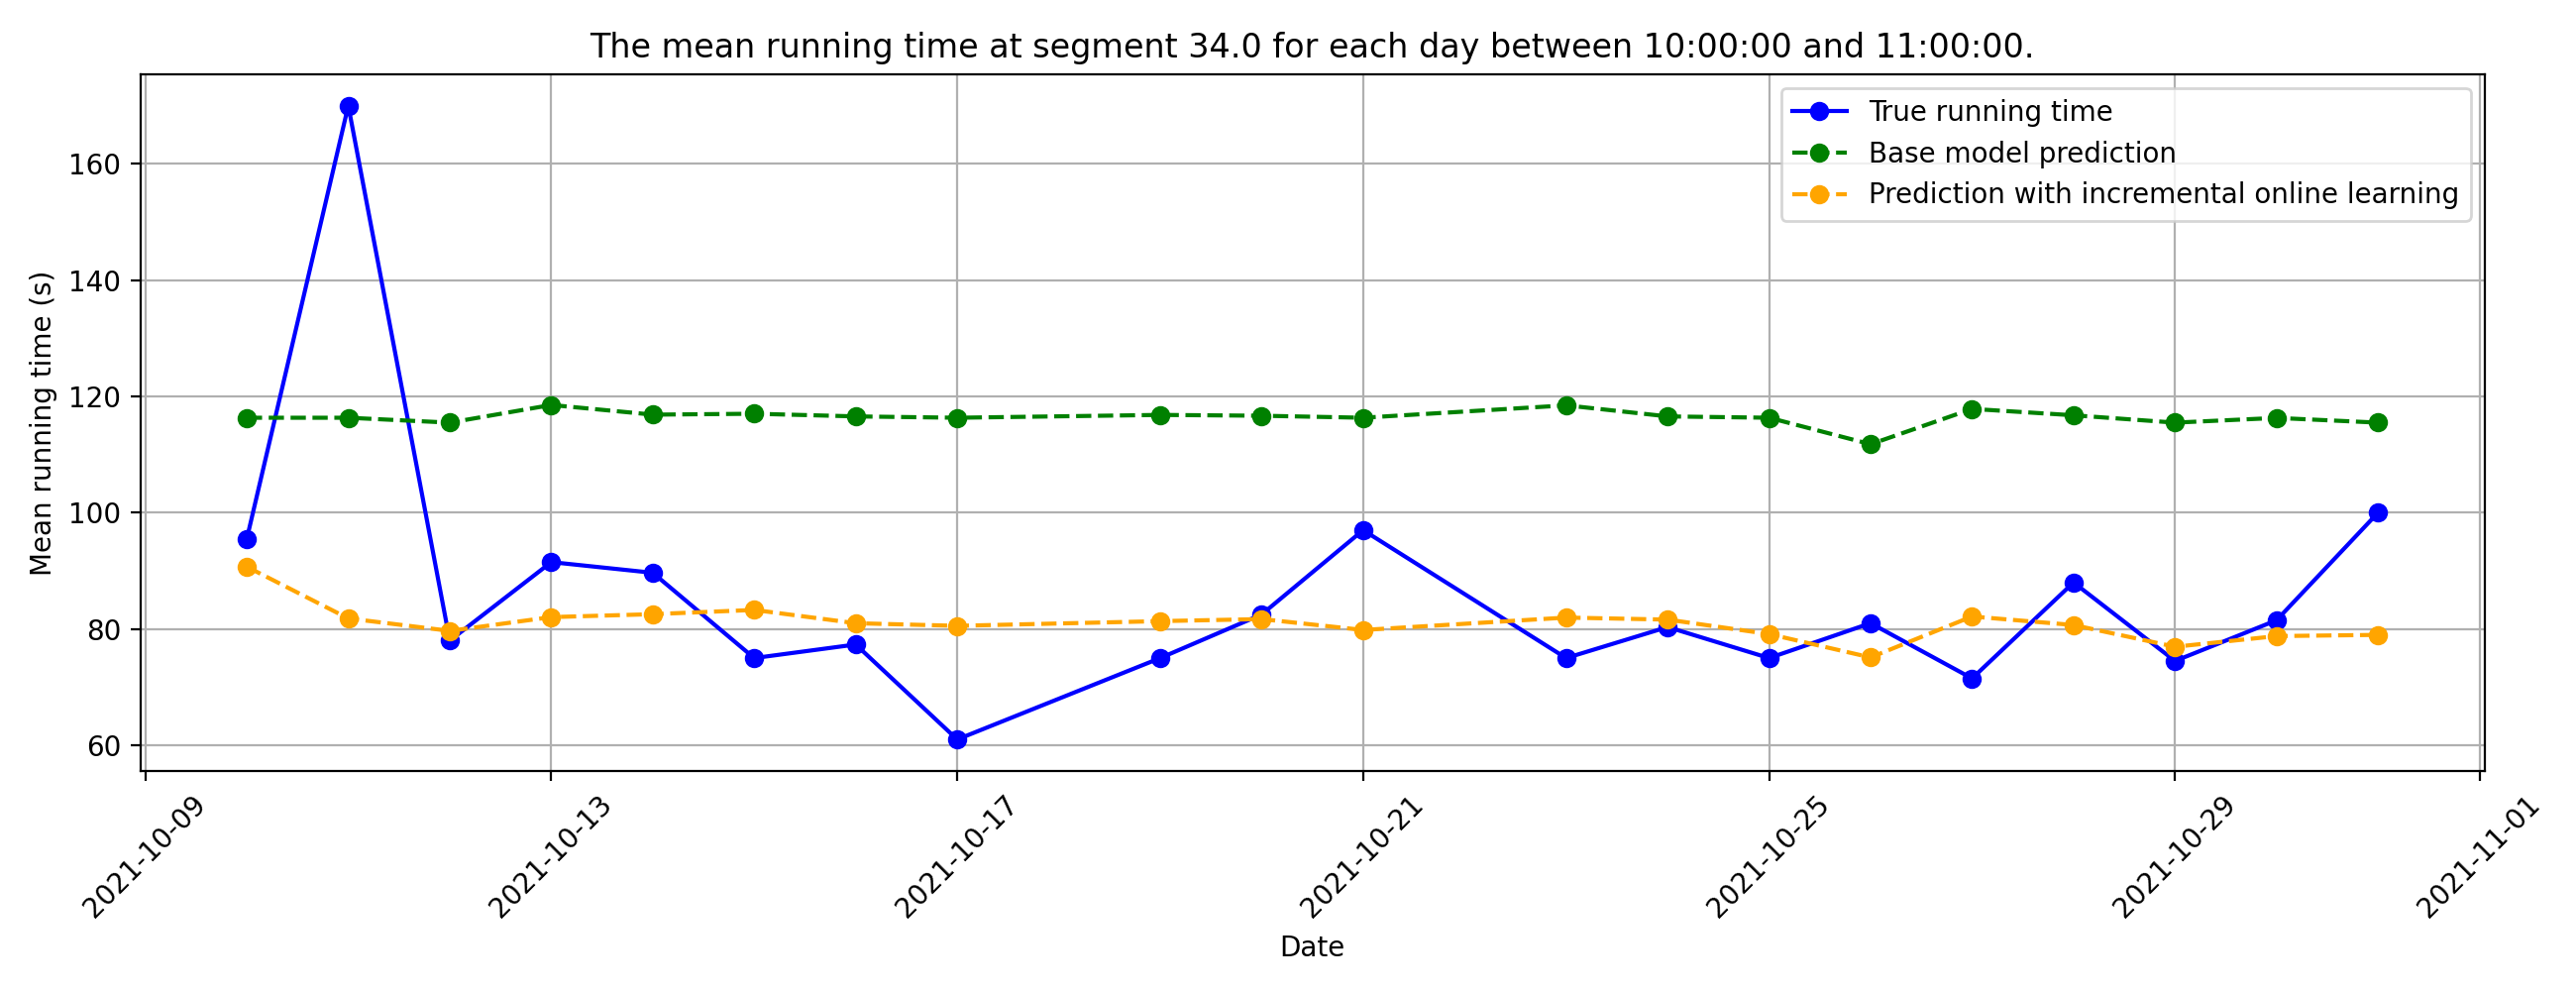 The mean running time at segment 34.0 for each day between 10:00:00 and 11:00:00.
True running time
Base model prediction
Prediction with incremental online learning
Mean running time (s)
160
140
120
100
80
60
2021-10-09
2021-10-13
2021-10-17
2021-10-21
2021-10-25
2021-10-29
2021-11-01
Date